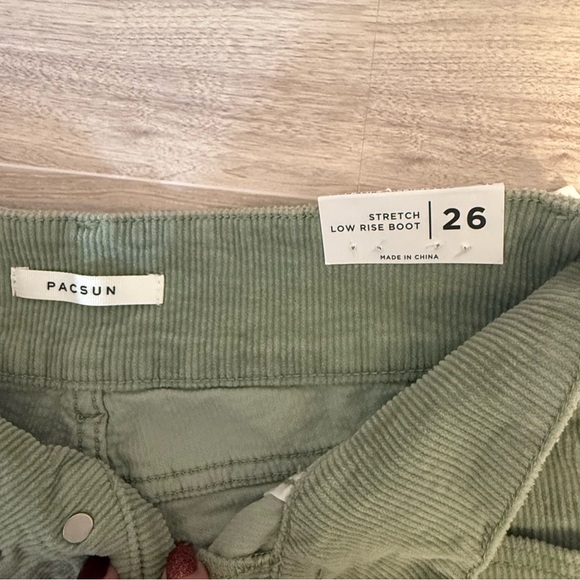 PACSUN
STRETCH
LOW RISE BOOT
26
MADE IN CHINA